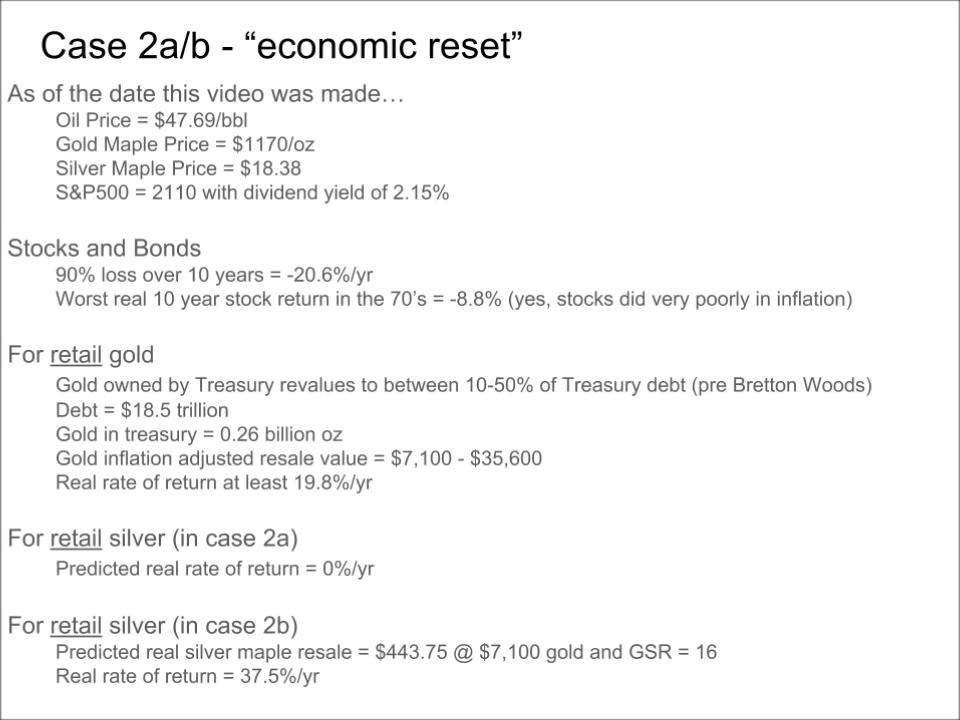 Case 2a/b - “economic reset”
As of the date this video was made…
Oil Price = $47.69/bbl
Gold Maple Price = $1170/oz
Silver Maple Price = $18.38
S&P500 = 2110 with dividend yield of 2.15%
Stocks and Bonds
90% loss over 10 years = -20.6%/yr
Worst real 10 year stock return in the 70’s = -8.8% (yes, stocks did very poorly in inflation)
For retail gold
Gold owned by Treasury revalues to between 10-50% of Treasury debt (pre Bretton Woods)
Debt = $18.5 trillion
Gold in treasury = 0.26 billion oz
Gold inflation adjusted resale value = $7,100 - $35,600
Real rate of return at least 19.8%/yr
For retail silver (in case 2a)
Predicted real rate of return = 0%/yr
For retail silver (in case 2b)
Predicted real silver maple resale = $443.75 @ $7,100 gold and GSR = 16
Real rate of return = 37.5%/yr